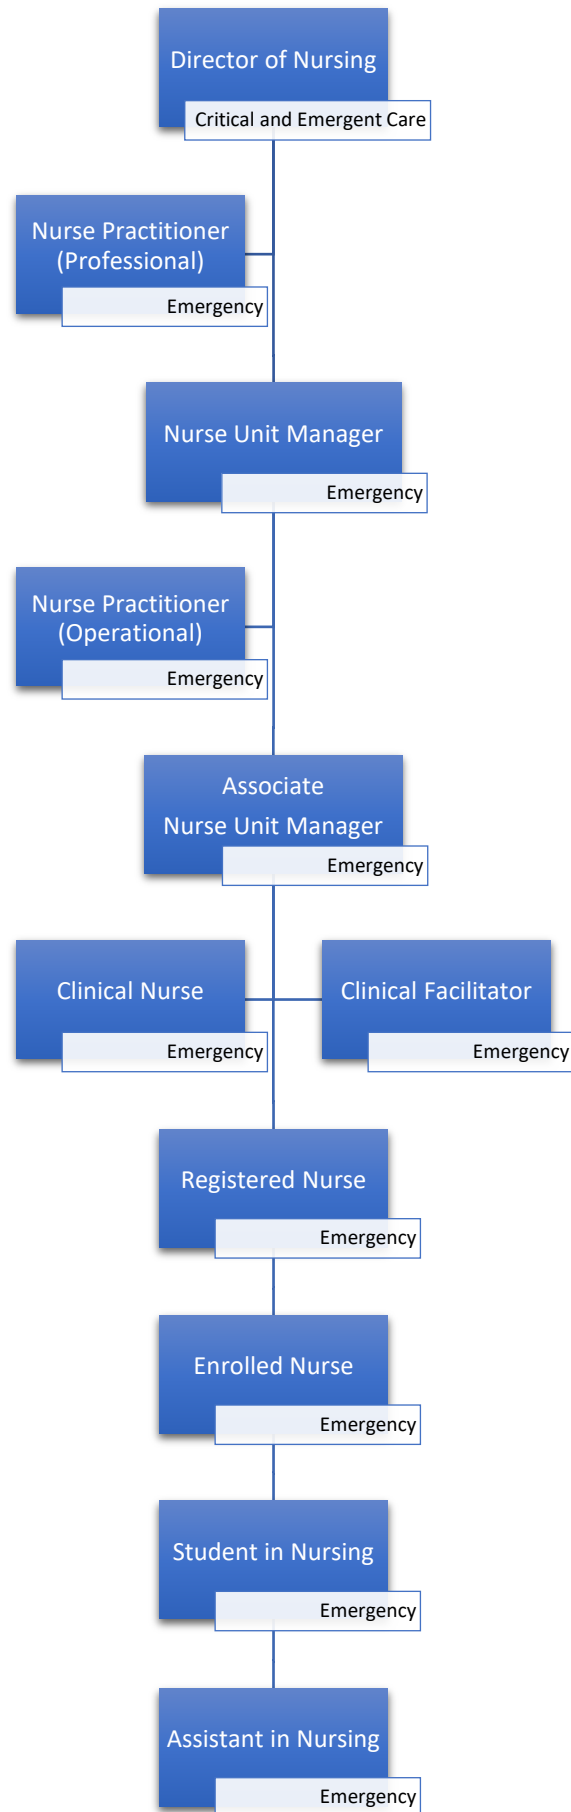 Director of Nursing
Critical and Emergent Care
Nurse Practitioner
(Professional)
Emergency
Nurse Unit Manager
Emergency
Nurse Practitioner
(Operational)
Emergency
Associate
Nurse Unit Manager
Emergency
Clinical Nurse
Emergency
Clinical Facilitator
Emergency
Registered Nurse
Emergency
Enrolled Nurse
Emergency
Student in Nursing
Emergency
Assistant in Nursing
Emergency